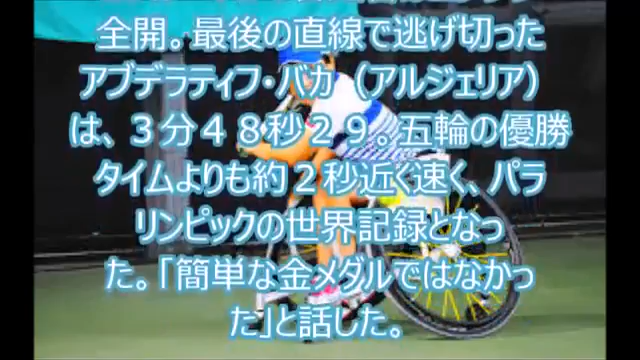 全開。最後の直線で逃げ切った
アブデラティフ・バカ（アルジェリア）
は、３分４８秒２９。五輪の優勝
タイムよりも約２秒近く速く、パラ
リンピックの世界記録となっ
た。「簡単な金メダルではなかっ
た」と話した。